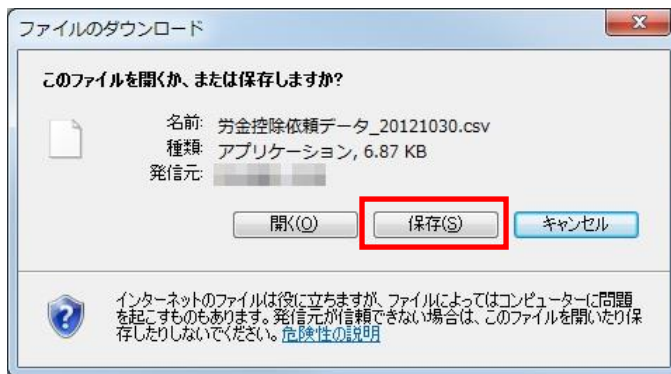 ファイルのダウンロード
このファイルを開くか、または保存しますか?
名前: 労金控除依頼データ_20121030.csv
種類: アプリケーション, 6.87 KB
発信元:
開く(O) 保存(S) キャンセル
インターネットのファイルは役に立ちますが、ファイルによってはコンピューターに問題
を起こすものもあります。発信元が信頼できない場合は、このファイルを開いたり保
存したりしないでください。危険性の説明